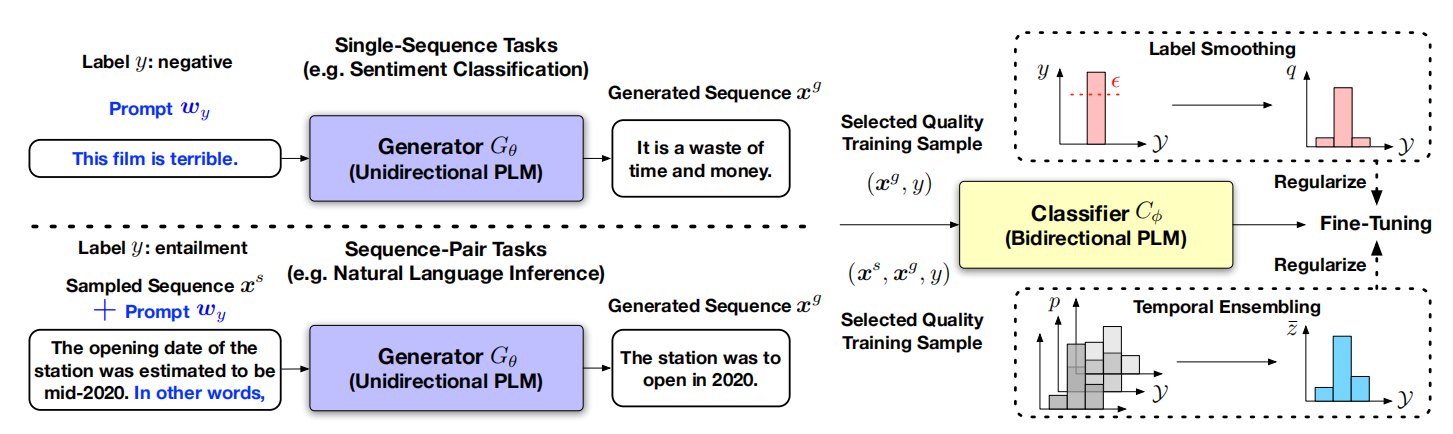 Label y: negative
Prompt w_y
This film is terrible.
Single-Sequence Tasks
(e.g. Sentiment Classification)
Generator G_θ
(Unidirectional PLM)
Generated Sequence x^g
It is a waste of
time and money.
Label y: entailment
Sampled Sequence x^s
+ Prompt w_y
The opening date of the
station was estimated to be
mid-2020. In other words,
Sequence-Pair Tasks
(e.g. Natural Language Inference)
Generator G_θ
(Unidirectional PLM)
Generated Sequence x^g
The station was to
open in 2020.
Selected Quality
Training Sample
(x^g, y)
(x^s, x^g, y)
Selected Quality
Training Sample
Classifier C_ϕ
(Bidirectional PLM)
Label Smoothing
y
ϵ
𝒴
q
𝒴
Regularize
Fine-Tuning
Regularize
Temporal Ensembling
p
𝒴
z̄
𝒴